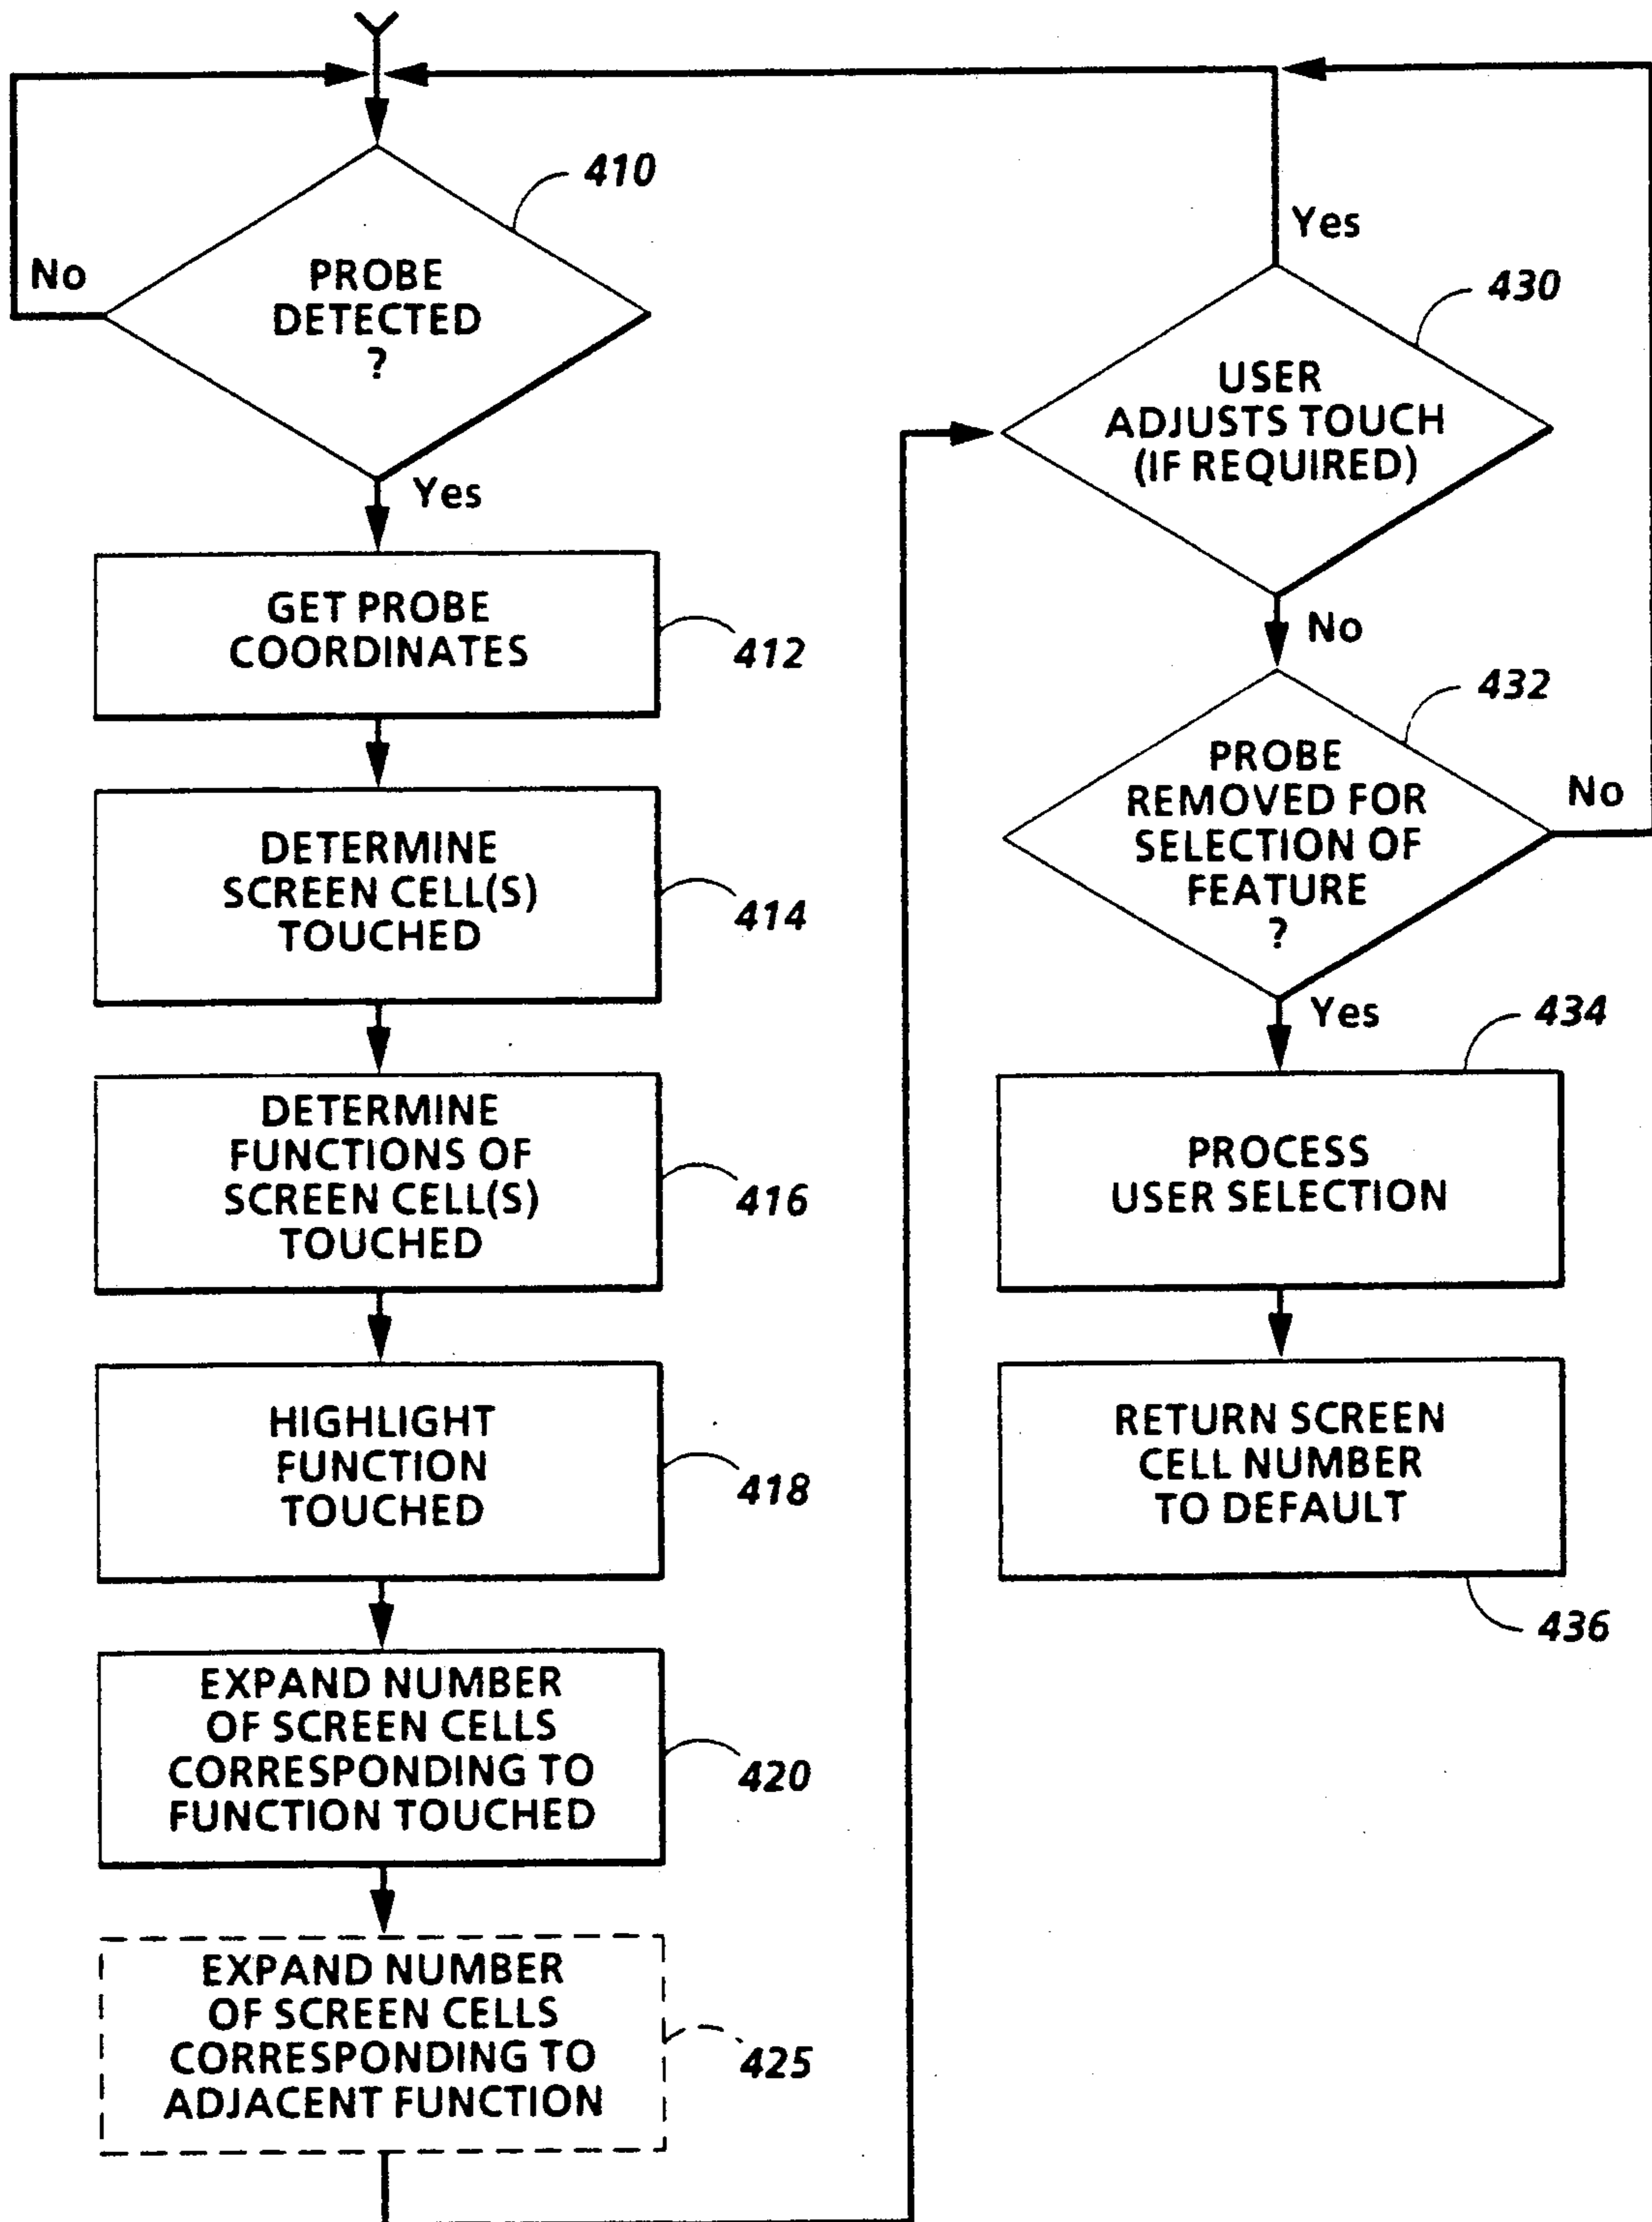 410
PROBE
DETECTED
?
No
Yes
GET PROBE
COORDINATES
412
DETERMINE
SCREEN CELL(S)
TOUCHED
414
DETERMINE
FUNCTIONS OF
SCREEN CELL(S)
TOUCHED
416
HIGHLIGHT
FUNCTION
TOUCHED
418
EXPAND NUMBER
OF SCREEN CELLS
CORRESPONDING TO
FUNCTION TOUCHED
420
EXPAND NUMBER
OF SCREEN CELLS
CORRESPONDING TO
ADJACENT FUNCTION
425
Yes
430
USER
ADJUSTS TOUCH
(IF REQUIRED)
No
432
PROBE
REMOVED FOR
SELECTION OF
FEATURE
?
No
Yes
434
PROCESS
USER SELECTION
RETURN SCREEN
CELL NUMBER
TO DEFAULT
436